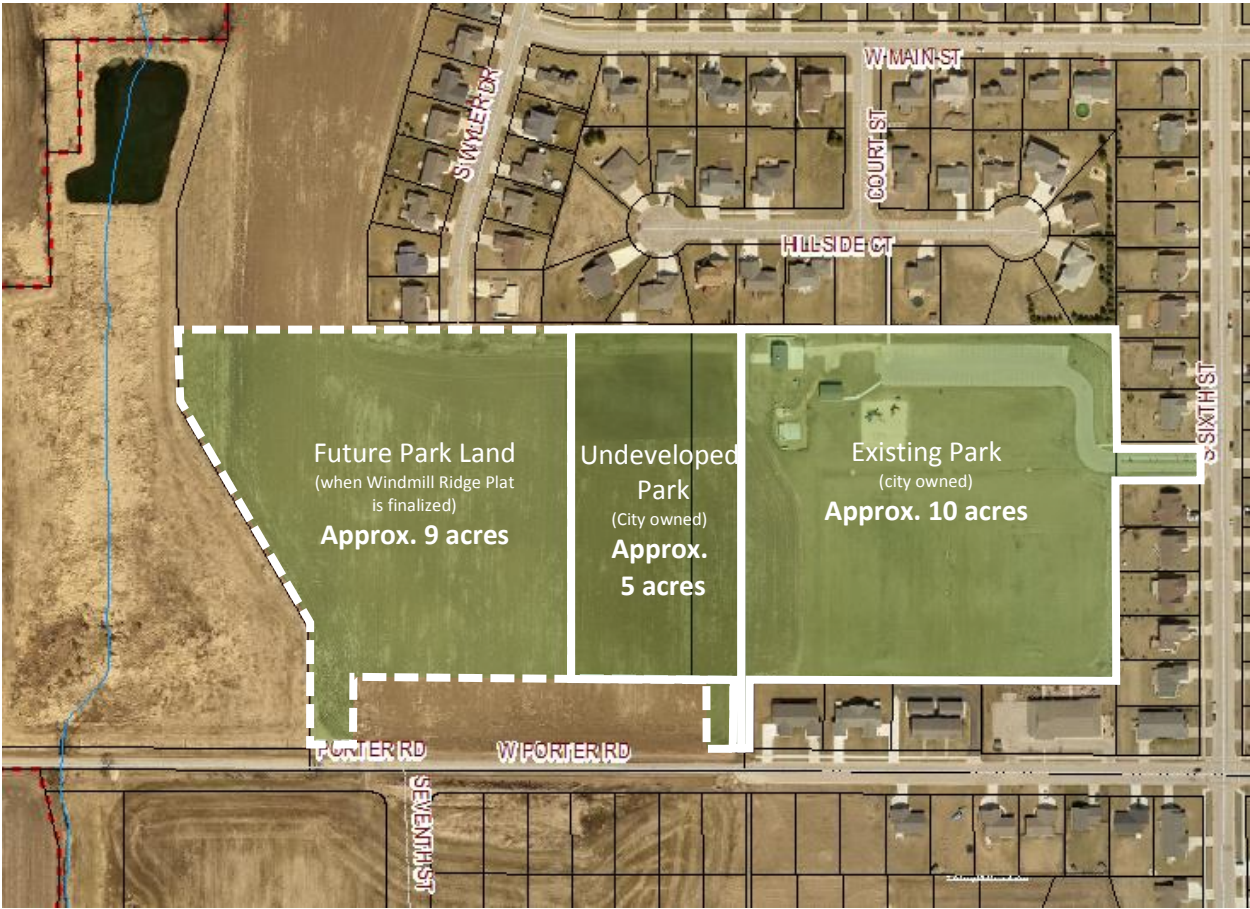 W MAIN ST
S WYLER DR
COURT ST
HILLSIDE CT
S SIXTH ST
Future Park Land
(when Windmill Ridge Plat
is finalized)
Approx. 9 acres
Undeveloped
Park
(City owned)
Approx.
5 acres
Existing Park
(city owned)
Approx. 10 acres
PORTER RD
W PORTER RD
SEVENTH ST